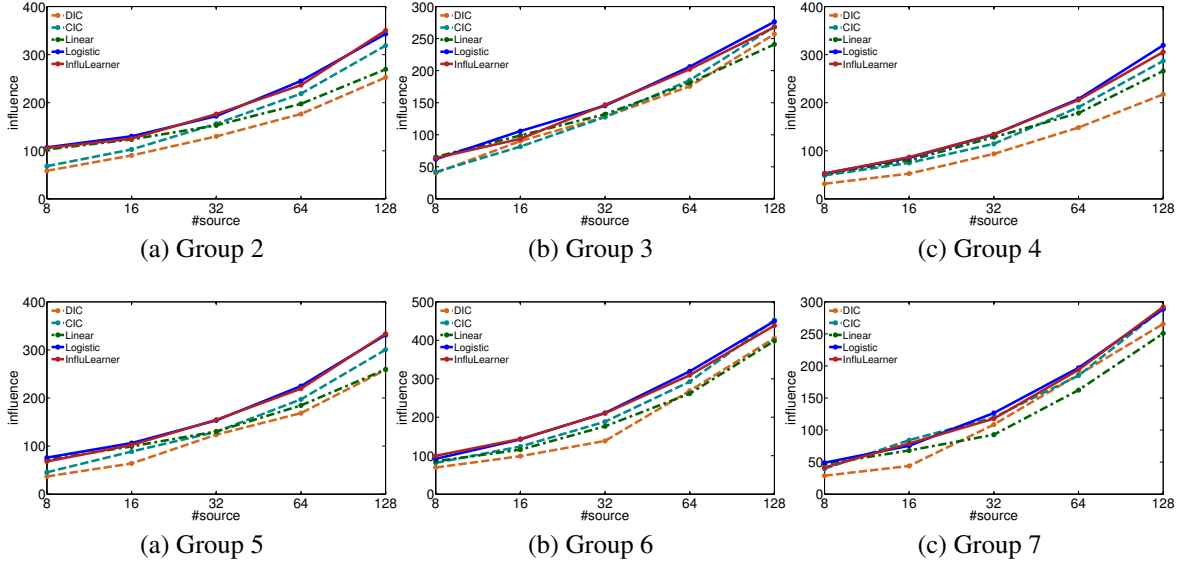 400
300
200
100
0
influence
DIC
CIC
Linear
Logistic
InfluLearner
8 16 32 64 128
#source
(a) Group 2
300
250
200
150
100
50
0
influence
DIC
CIC
Linear
Logistic
InfluLearner
8 16 32 64 128
#source
(b) Group 3
400
300
200
100
0
influence
DIC
CIC
Linear
Logistic
InfluLearner
8 16 32 64 128
#source
(c) Group 4
400
300
200
100
0
influence
DIC
CIC
Linear
Logistic
InfluLearner
8 16 32 64 128
#source
(a) Group 5
500
400
300
200
100
0
influence
DIC
CIC
Linear
Logistic
InfluLearner
8 16 32 64 128
#source
(b) Group 6
300
250
200
150
100
50
0
influence
DIC
CIC
Linear
Logistic
InfluLearner
8 16 32 64 128
#source
(c) Group 7